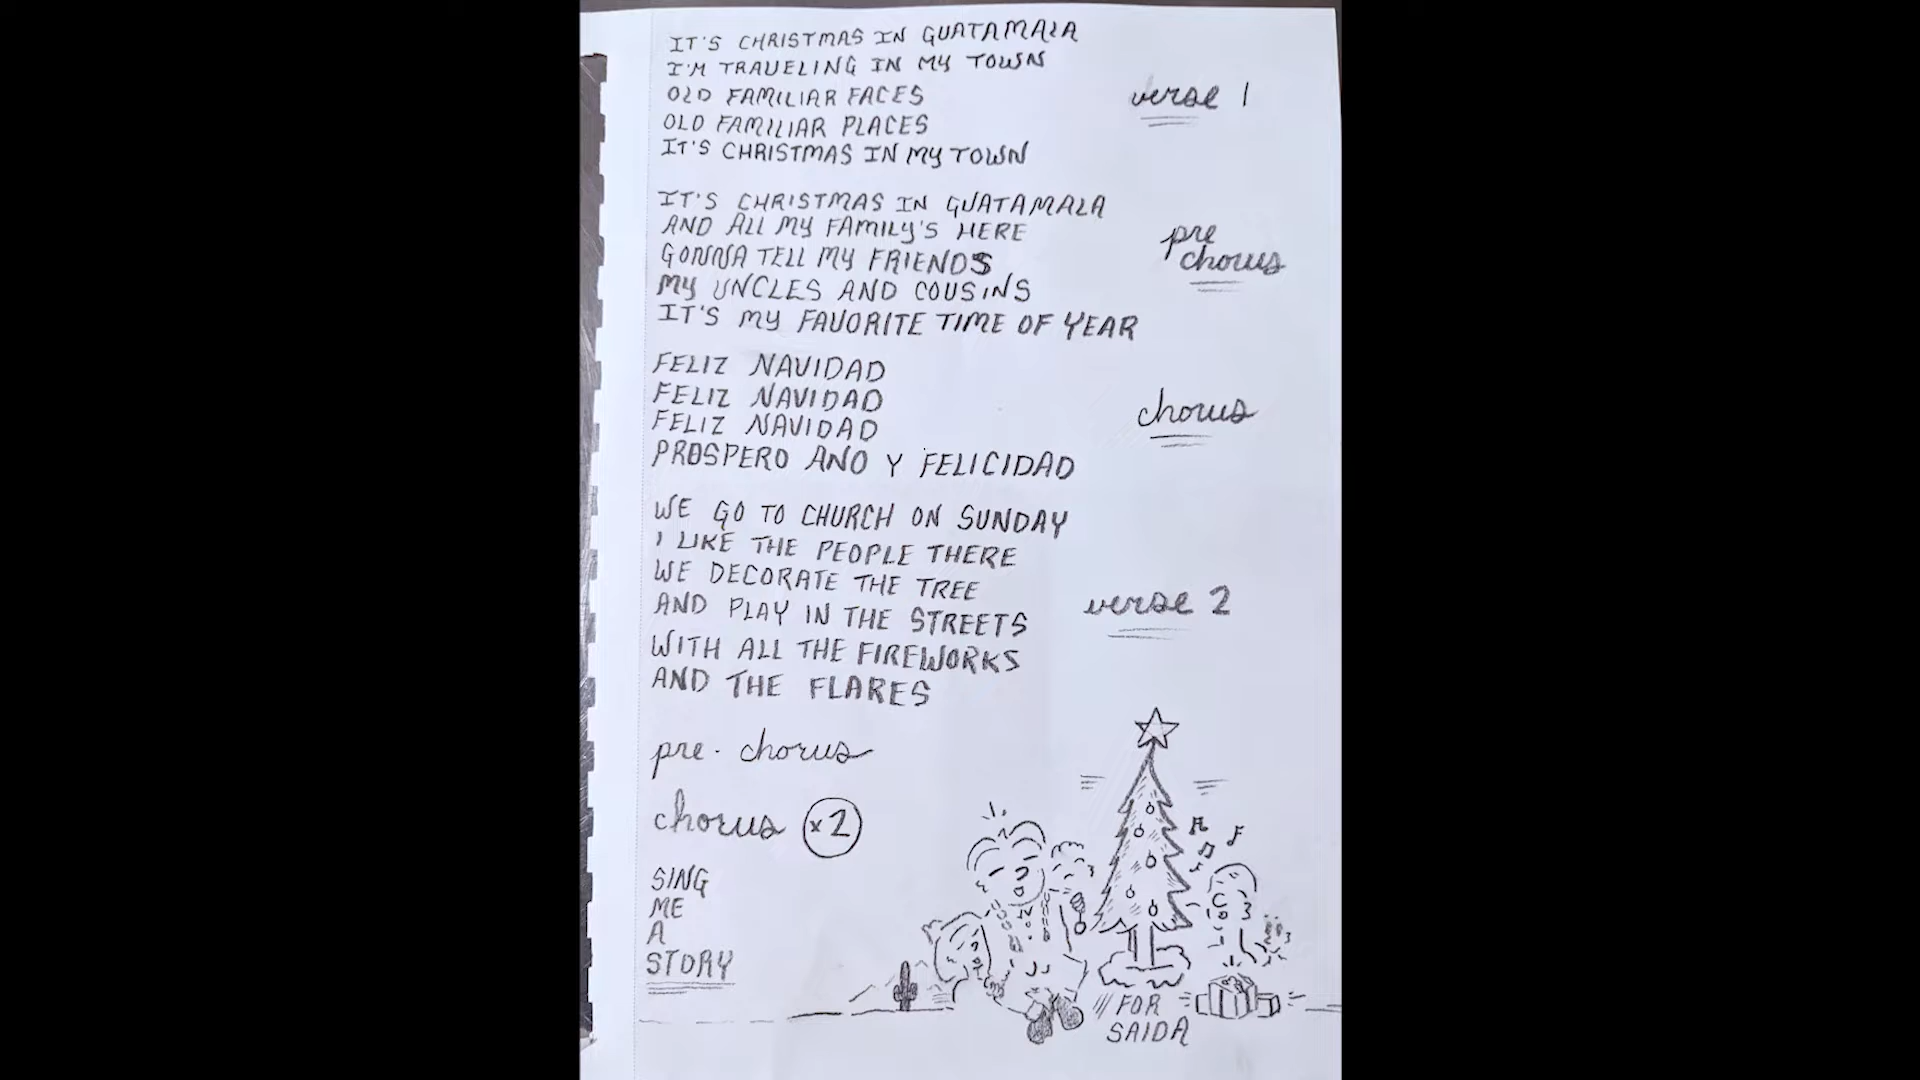 IT'S CHRISTMAS IN GUATAMALA
I'M TRAVELING IN MY TOWN
OLD FAMILIAR FACES
verse 1
OLD FAMILIAR PLACES
IT'S CHRISTMAS IN MY TOWN
IT'S CHRISTMAS IN GUATAMALA
AND ALL MY FAMILY'S HERE
pre
chorus
GONNA TELL MY FRIENDS
MY UNCLES AND COUSINS
IT'S MY FAVORITE TIME OF YEAR
FELIZ NAVIDAD
FELIZ NAVIDAD
chorus
FELIZ NAVIDAD
PROSPERO ANO Y FELICIDAD
WE GO TO CHURCH ON SUNDAY
I LIKE THE PEOPLE THERE
WE DECORATE THE TREE
verse 2
AND PLAY IN THE STREETS
WITH ALL THE FIREWORKS
AND THE FLARES
pre-chorus
chorus x2
SING
ME
A
STORY
FOR
SAIDA